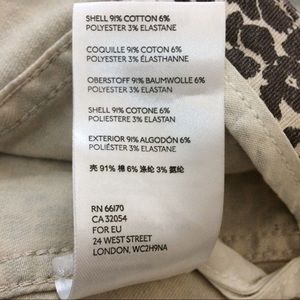 SHELL 91% COTTON 6%
POLYESTER 3% ELASTANE
COQUILLE 91% COTON 6%
POLYESTER 3% ÉLASTHANNE
OBERSTOFF 91% BAUMWOLLE 6%
POLYESTER 3% ELASTAN
SHELL 91% COTONE 6%
POLIESTERE 3% ELASTAN
EXTERIOR 91% ALGODÓN 6%
POLIÉSTER 3% ELASTANE
壳 91% 棉 6% 涤纶 3% 氨纶
RN 66170
CA 32054
FOR EU
24 WEST STREET
LONDON, WC2H9NA